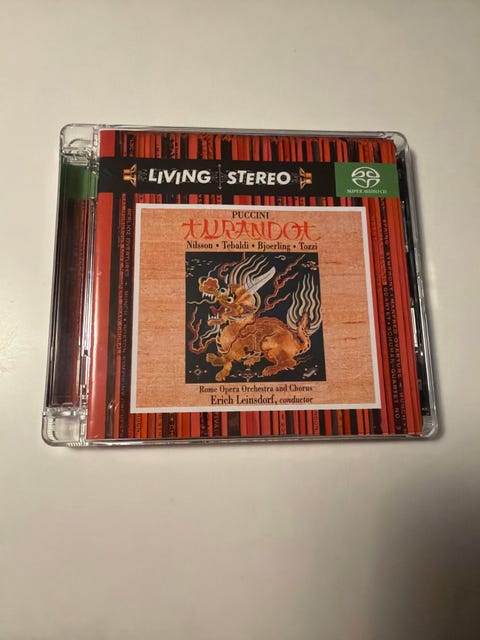 LIVING STEREO
SUPER AUDIO CD
PUCCINI
TURANDOT
Nilsson • Tebaldi • Bjoerling • Tozzi
Rome Opera Orchestra and Chorus
Erich Leinsdorf, conductor